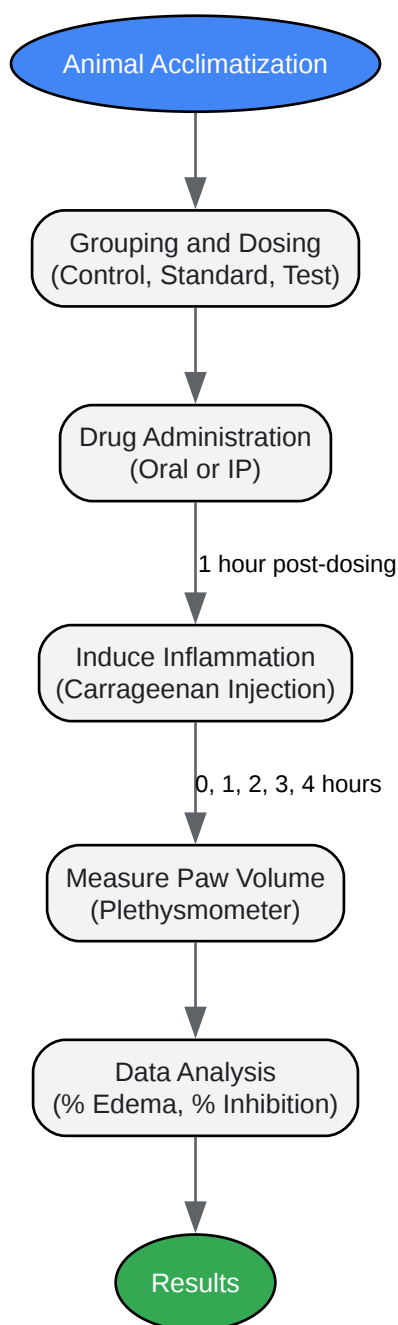 Animal Acclimatization
Grouping and Dosing
(Control, Standard, Test)
Drug Administration
(Oral or IP)
1 hour post-dosing
Induce Inflammation
(Carrageenan Injection)
0, 1, 2, 3, 4 hours
Measure Paw Volume
(Plethysmometer)
Data Analysis
(% Edema, % Inhibition)
Results